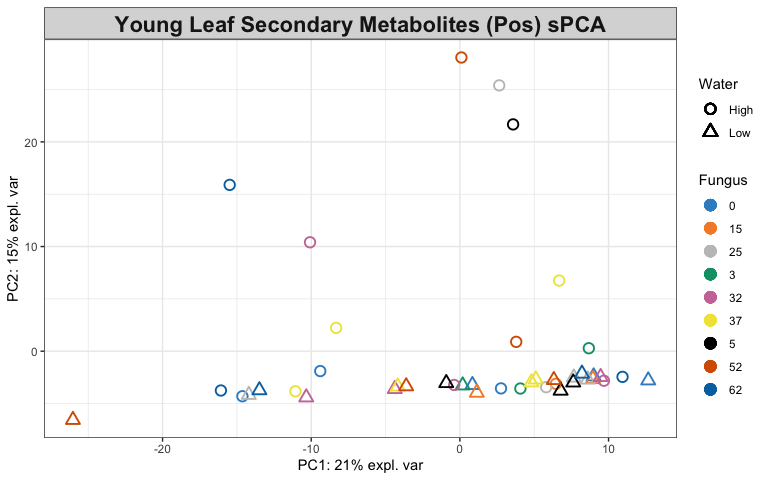 Young Leaf Secondary Metabolites (Pos) sPCA
Water
High
Low
Fungus
0
15
25
3
32
37
5
52
62
PC2: 15% expl. var
20
10
0
-20
-10
0
10
PC1: 21% expl. var